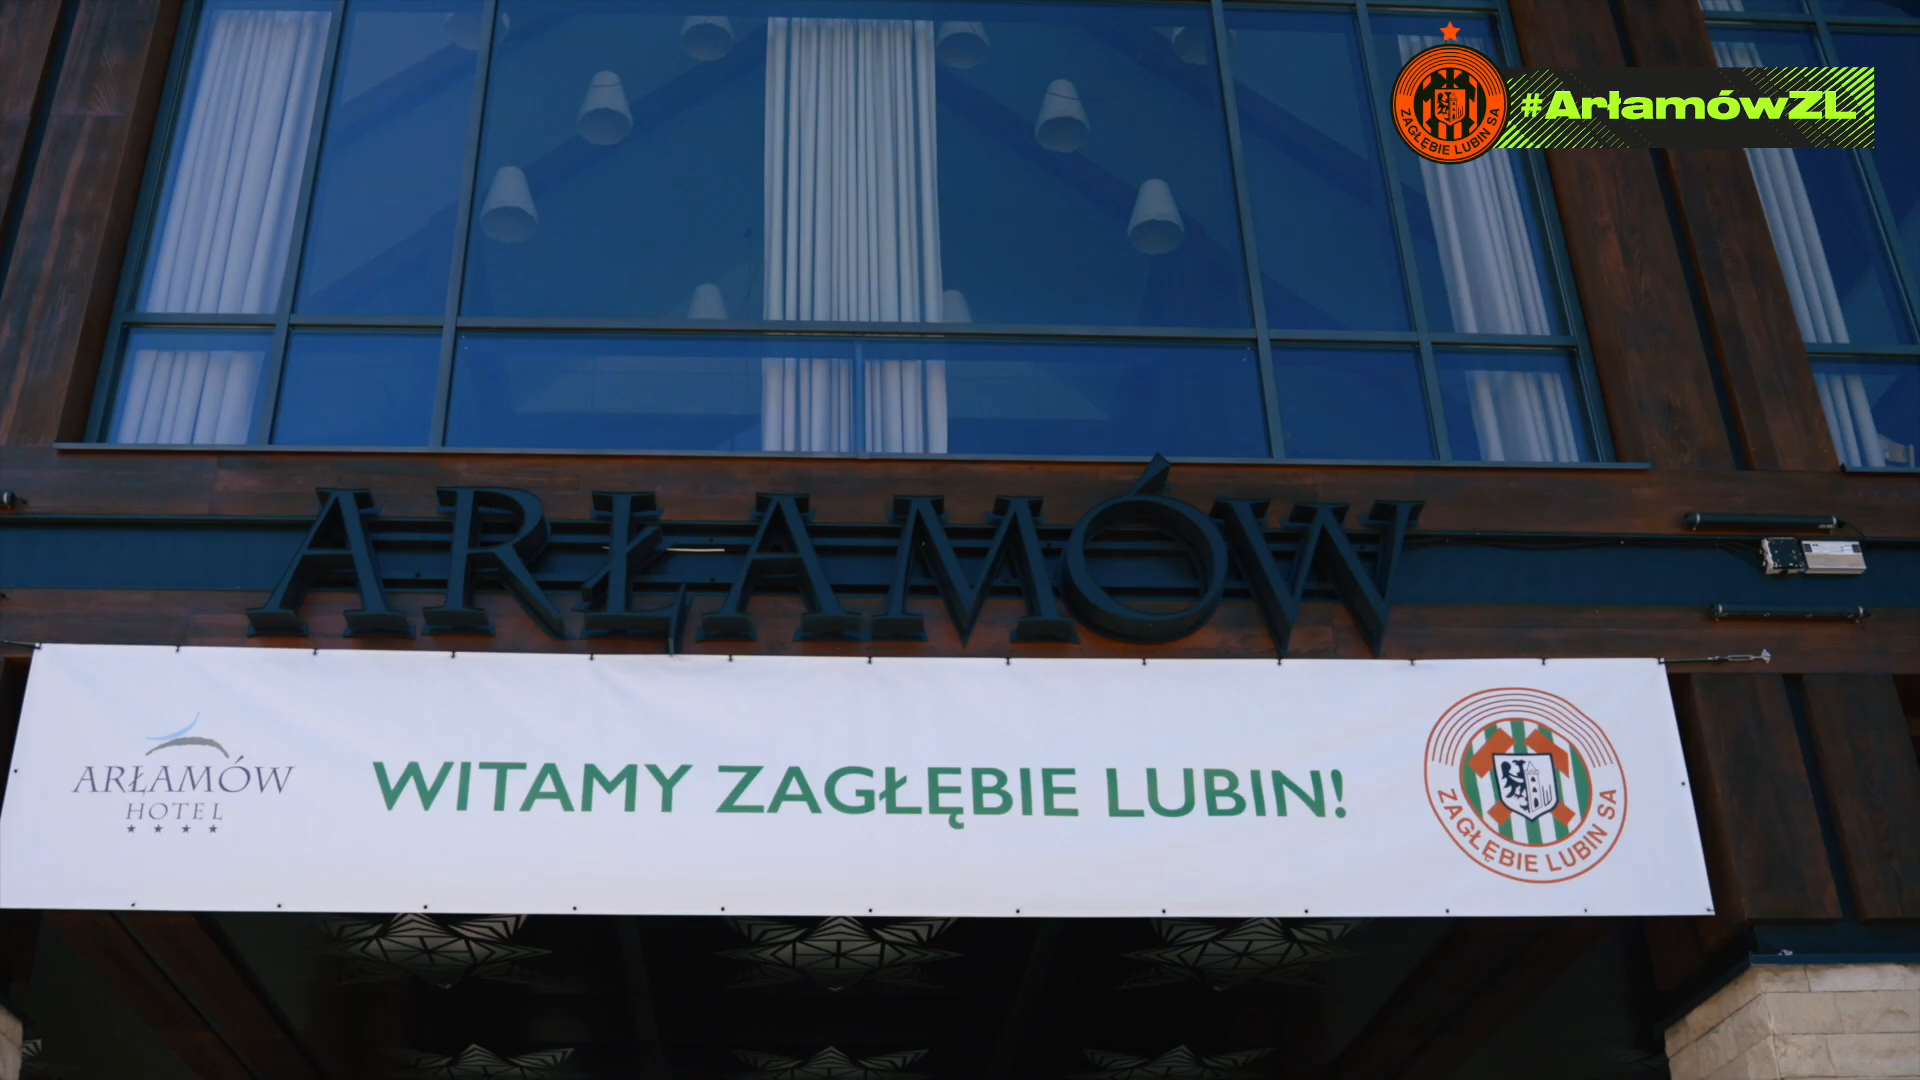 ZAGŁĘBIE LUBIN SA
#ArłamówZL
ARŁAMÓW
ARŁAMÓW
HOTEL
WITAMY ZAGŁĘBIE LUBIN!
ZAGŁĘBIE LUBIN SA